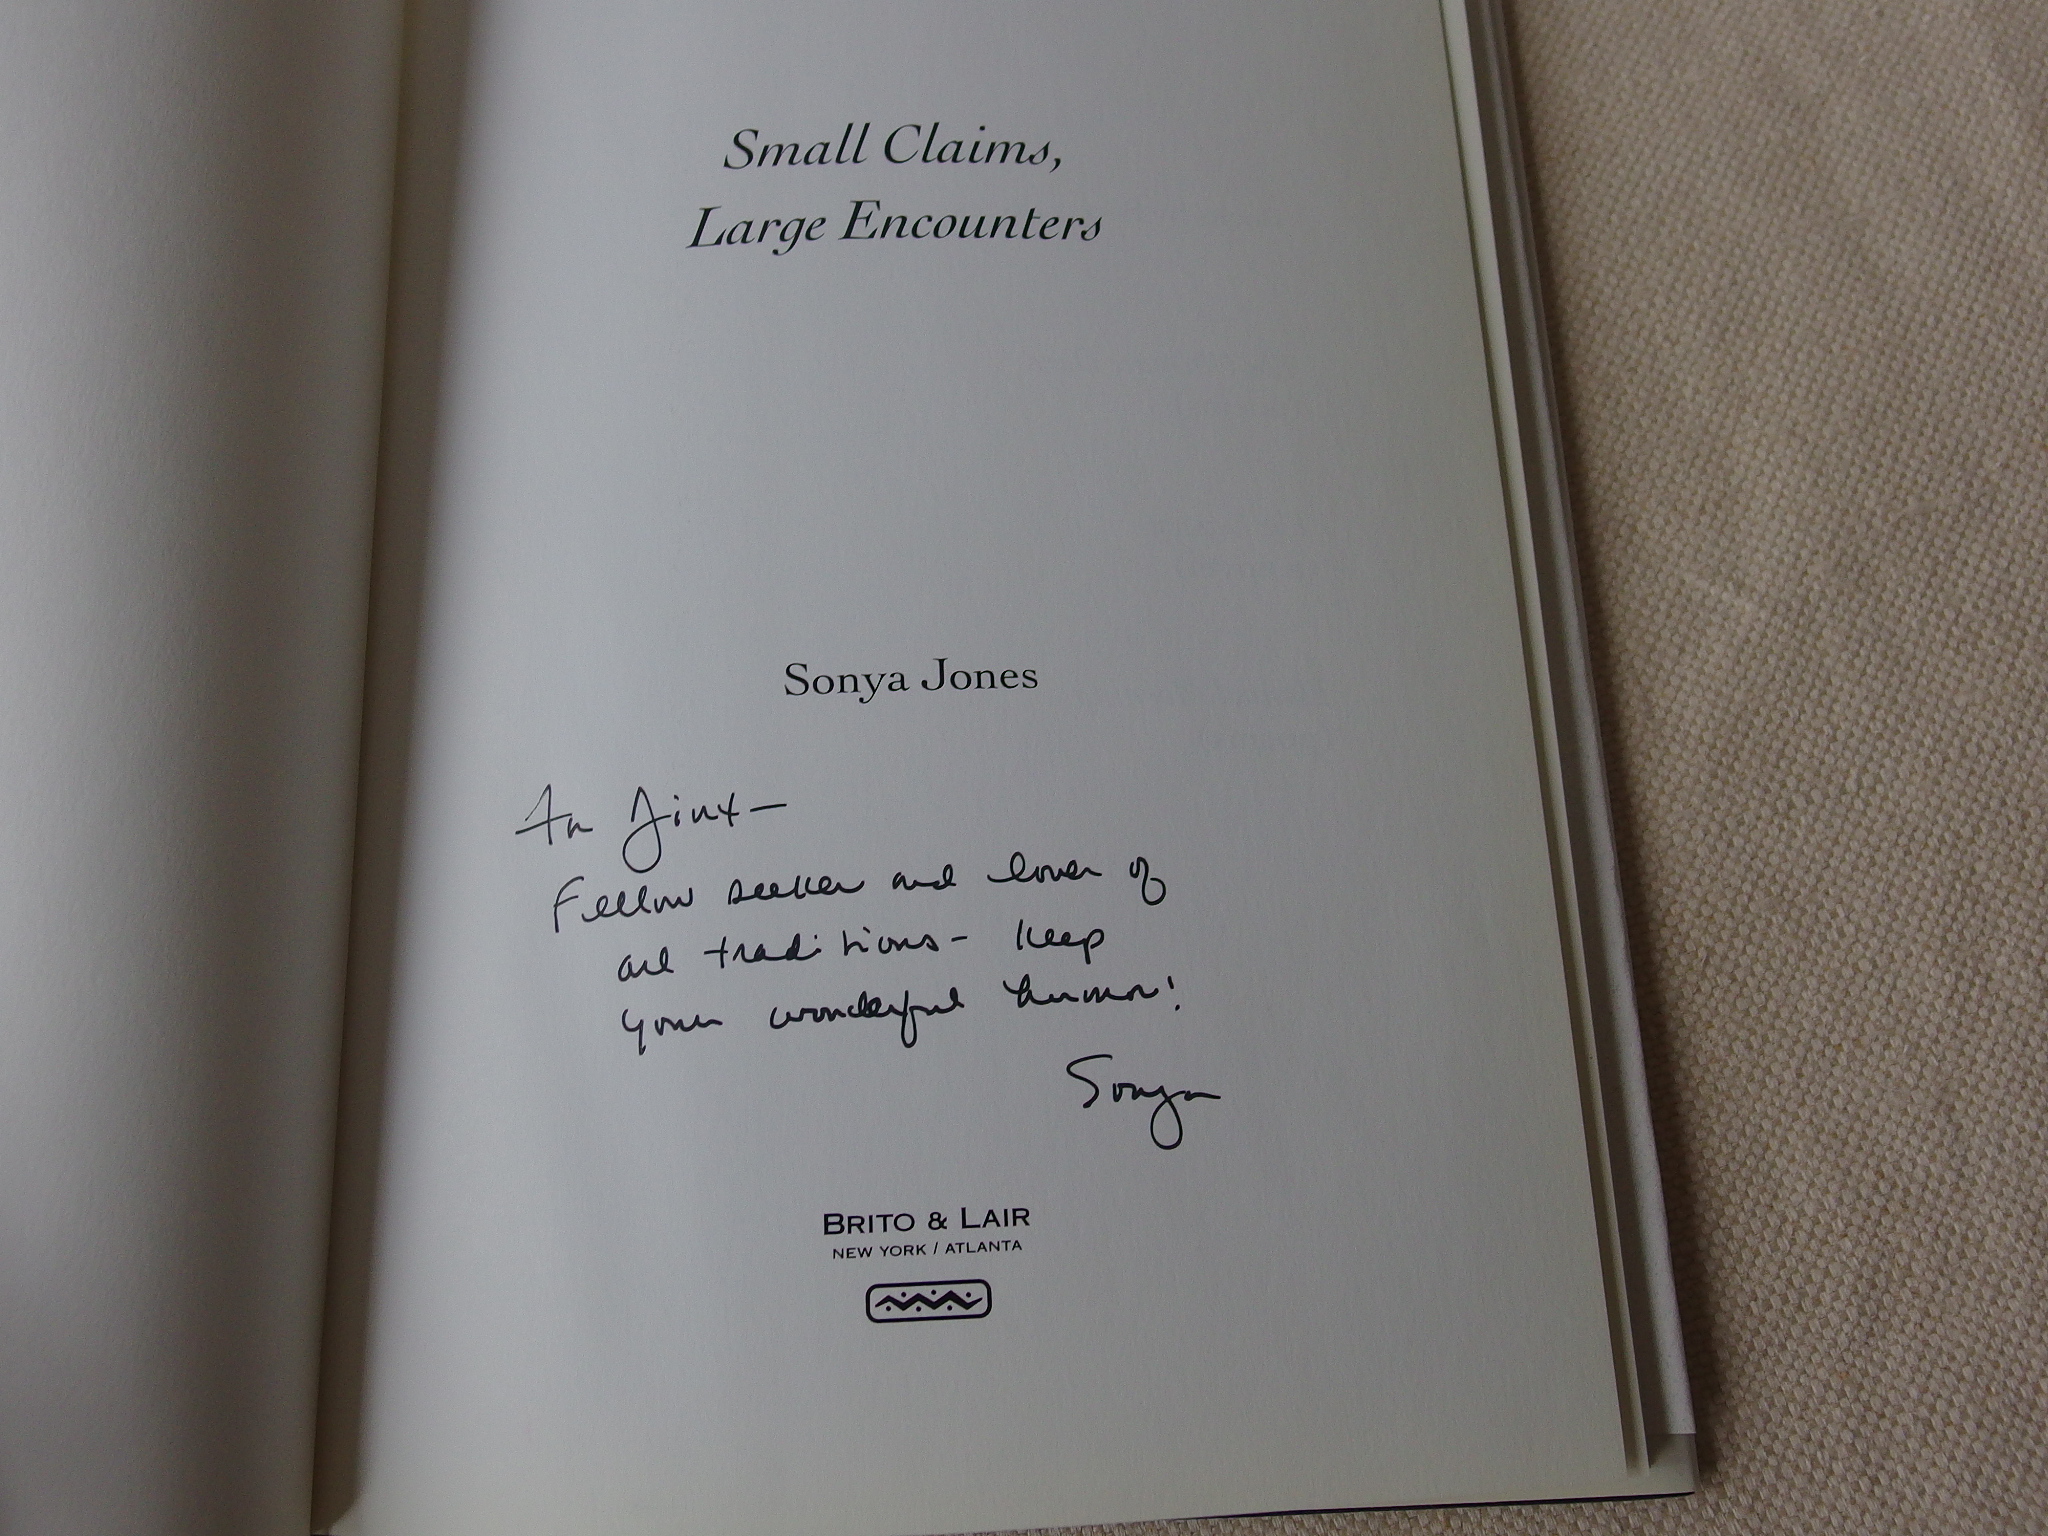 Small Claims,
Large Encounters
Sonya Jones
For Jinx—
Fellow seeker and lover of
all traditions— keep
your wonderful humor!
Sonya
BRITO & LAIR
NEW YORK / ATLANTA